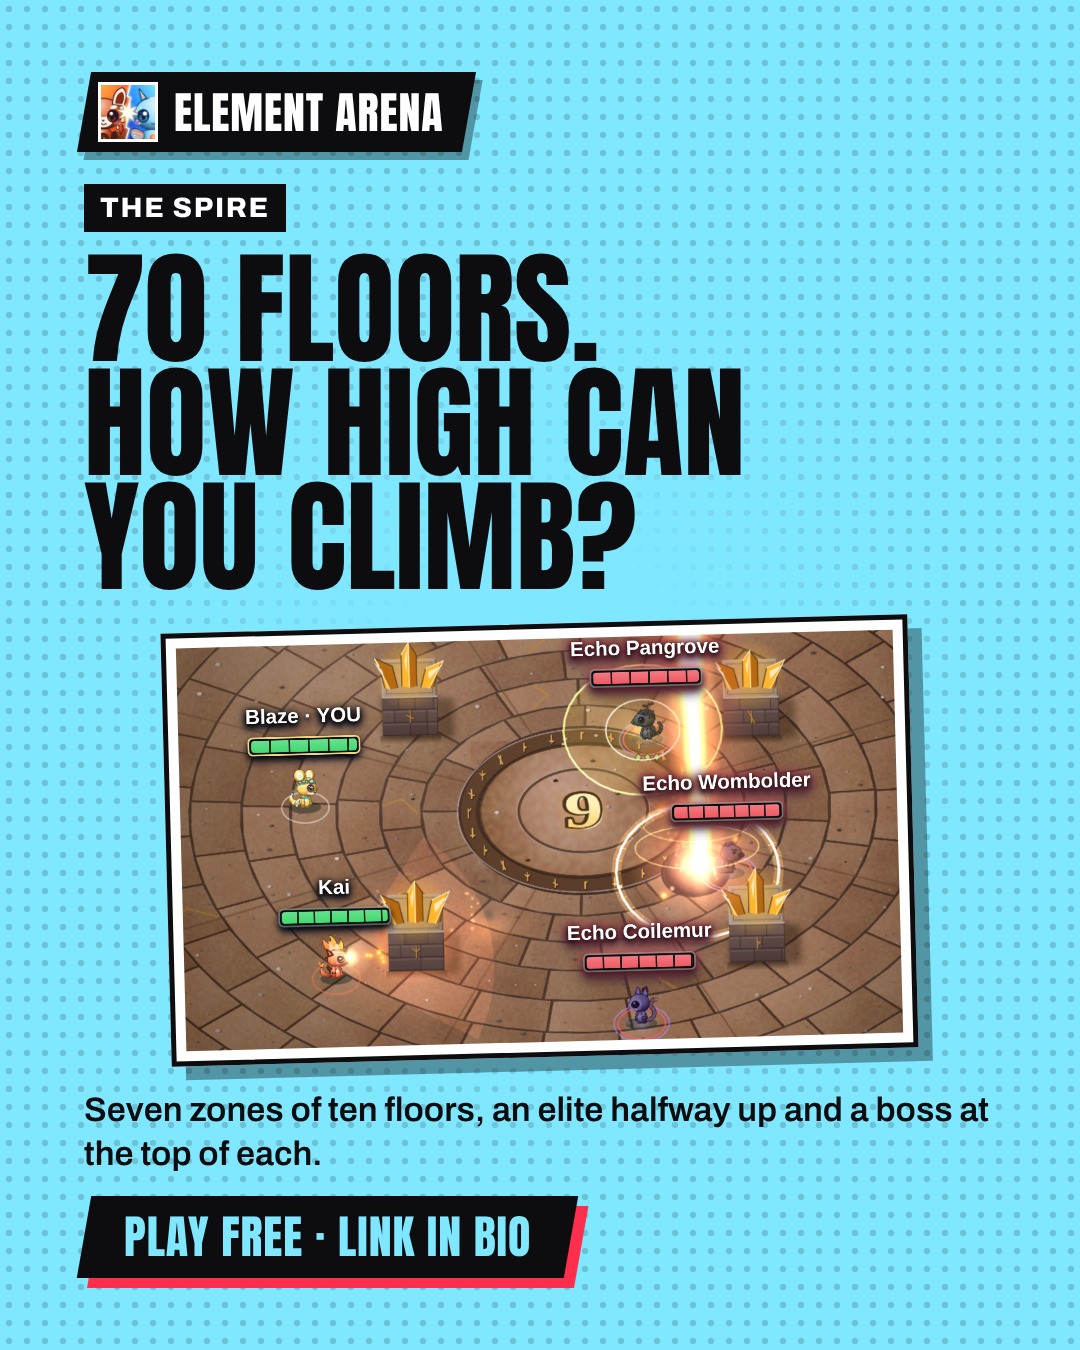 ELEMENT ARENA
THE SPIRE
70 FLOORS.
HOW HIGH CAN
YOU CLIMB?
Echo Pangrove
Blaze · YOU
Echo Wombolder
9
Kai
Echo Coilemur
Seven zones of ten floors, an elite halfway up and a boss at
the top of each.
PLAY FREE · LINK IN BIO